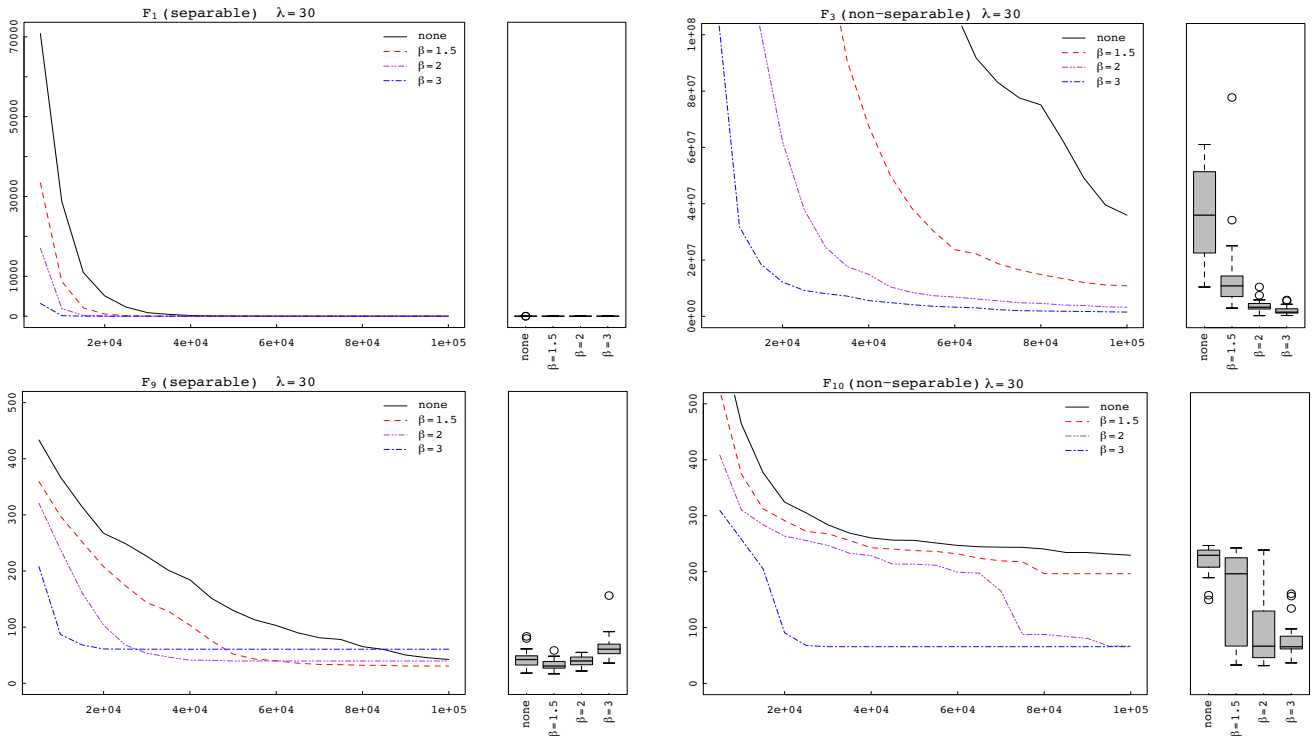 F₁ (separable) λ=30
none
β=1.5
β=2
β=3
0 10000 30000 50000 70000
2e+04 4e+04 6e+04 8e+04 1e+05
none β=1.5 β=2 β=3
F₃ (non-separable) λ=30
none
β=1.5
β=2
β=3
0e+00 2e+07 4e+07 6e+07 8e+07 1e+08
2e+04 4e+04 6e+04 8e+04 1e+05
none β=1.5 β=2 β=3
F₉ (separable) λ=30
none
β=1.5
β=2
β=3
0 100 200 300 400 500
2e+04 4e+04 6e+04 8e+04 1e+05
none β=1.5 β=2 β=3
F₁₀ (non-separable) λ=30
none
β=1.5
β=2
β=3
0 100 200 300 400 500
2e+04 4e+04 6e+04 8e+04 1e+05
none β=1.5 β=2 β=3